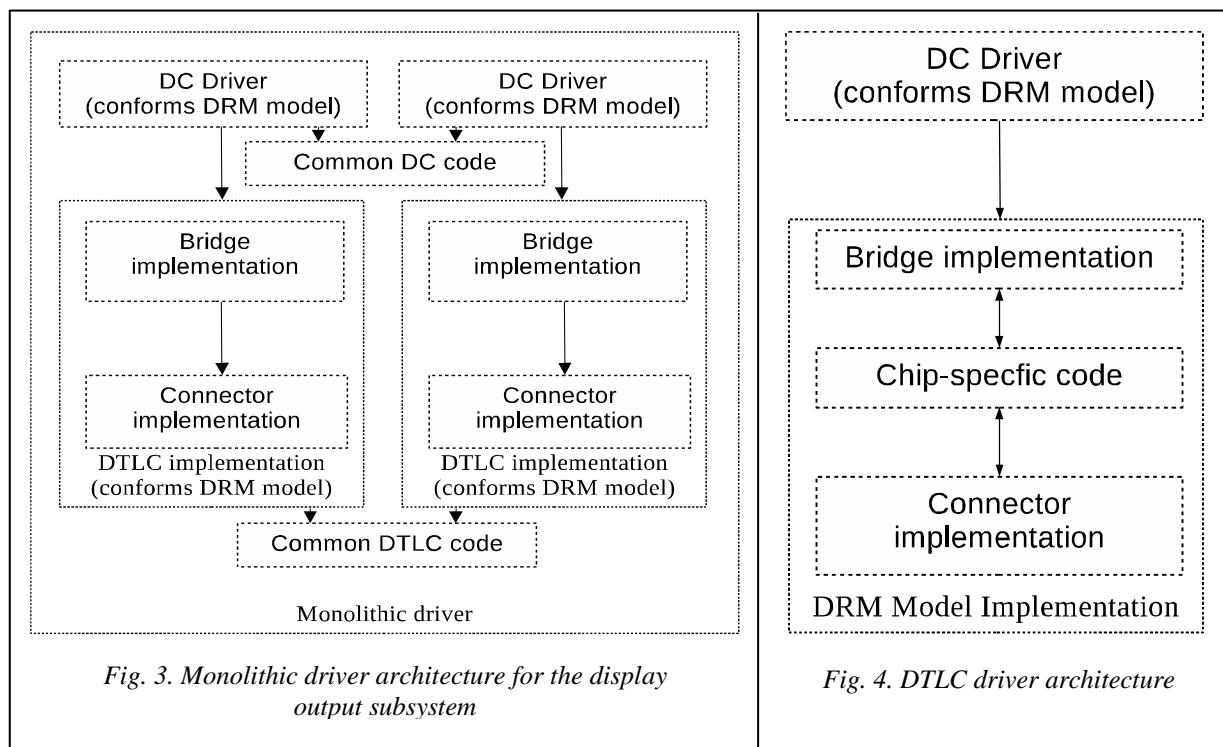 DC Driver
(conforms DRM model)
DC Driver
(conforms DRM model)
Common DC code
Bridge
implementation
Bridge
implementation
Connector
implementation
Connector
implementation
DTLC implementation
(conforms DRM model)
DTLC implementation
(conforms DRM model)
Common DTLC code
Monolithic driver
Fig. 3. Monolithic driver architecture for the display
output subsystem
DC Driver
(conforms DRM model)
Bridge implementation
Chip-specfic code
Connector
implementation
DRM Model Implementation
Fig. 4. DTLC driver architecture